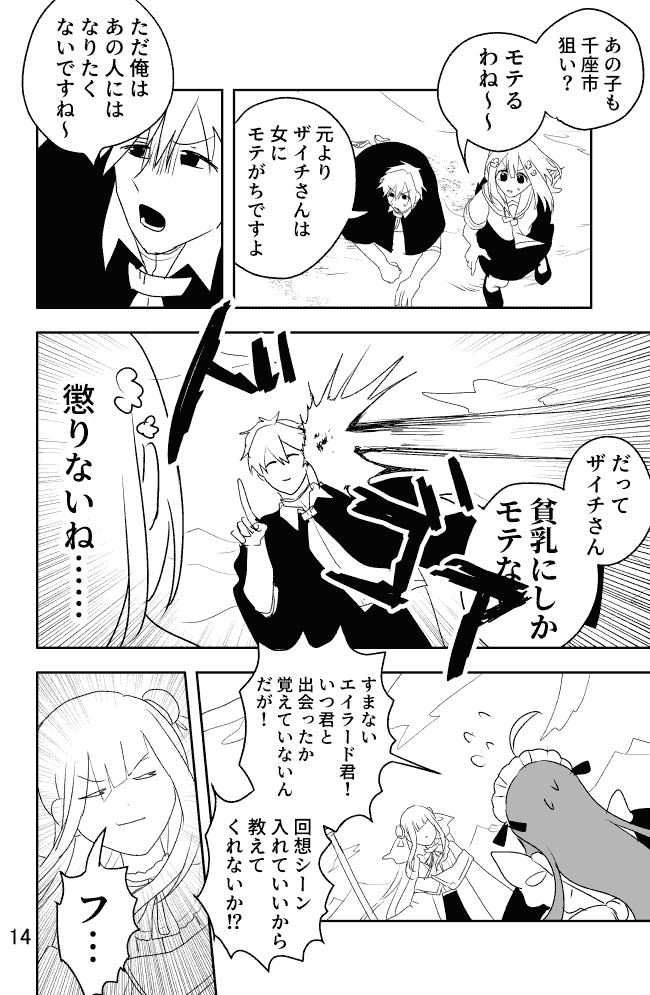 あの子も
千座市
狙い？
モテる
わね～～
元より
ザイチさんは
女に
モテがちですよ
ただ俺は
あの人には
なりたく
ないですね～
だって
ザイチさん
貧乳にしか
モテな
ドゴォ
懲りないね……
すまない
エイラード君！
いつ君と
出会ったか
覚えていないん
だが！
回想シーン
入れていいから
教えて
くれないか!?
フ…
14